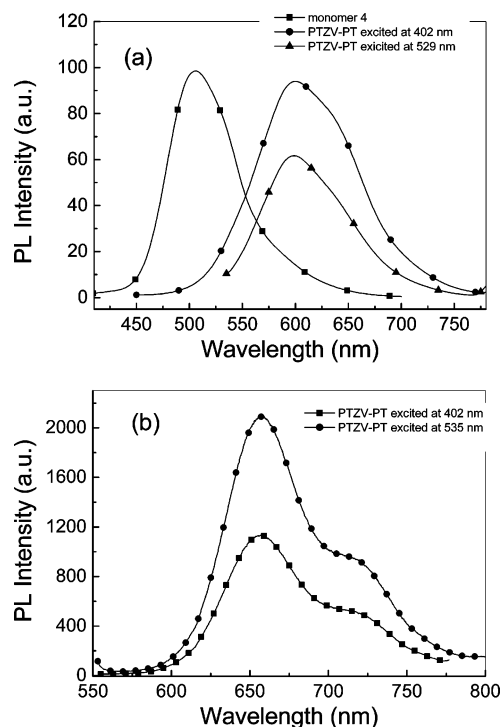 monomer 4
PTZV-PT excited at 402 nm
PTZV-PT exicited at 529 nm
(a)
PL Intensity (a.u.)
120
100
80
60
40
20
0
450 500 550 600 650 700 750
Wavelength (nm)
(b)
PTZV-PT excited at 402 nm
PTZV-PT excited at 535 nm
PL Intensity (a.u.)
2000
1600
1200
800
400
0
550 600 650 700 750 800
Wavelength (nm)